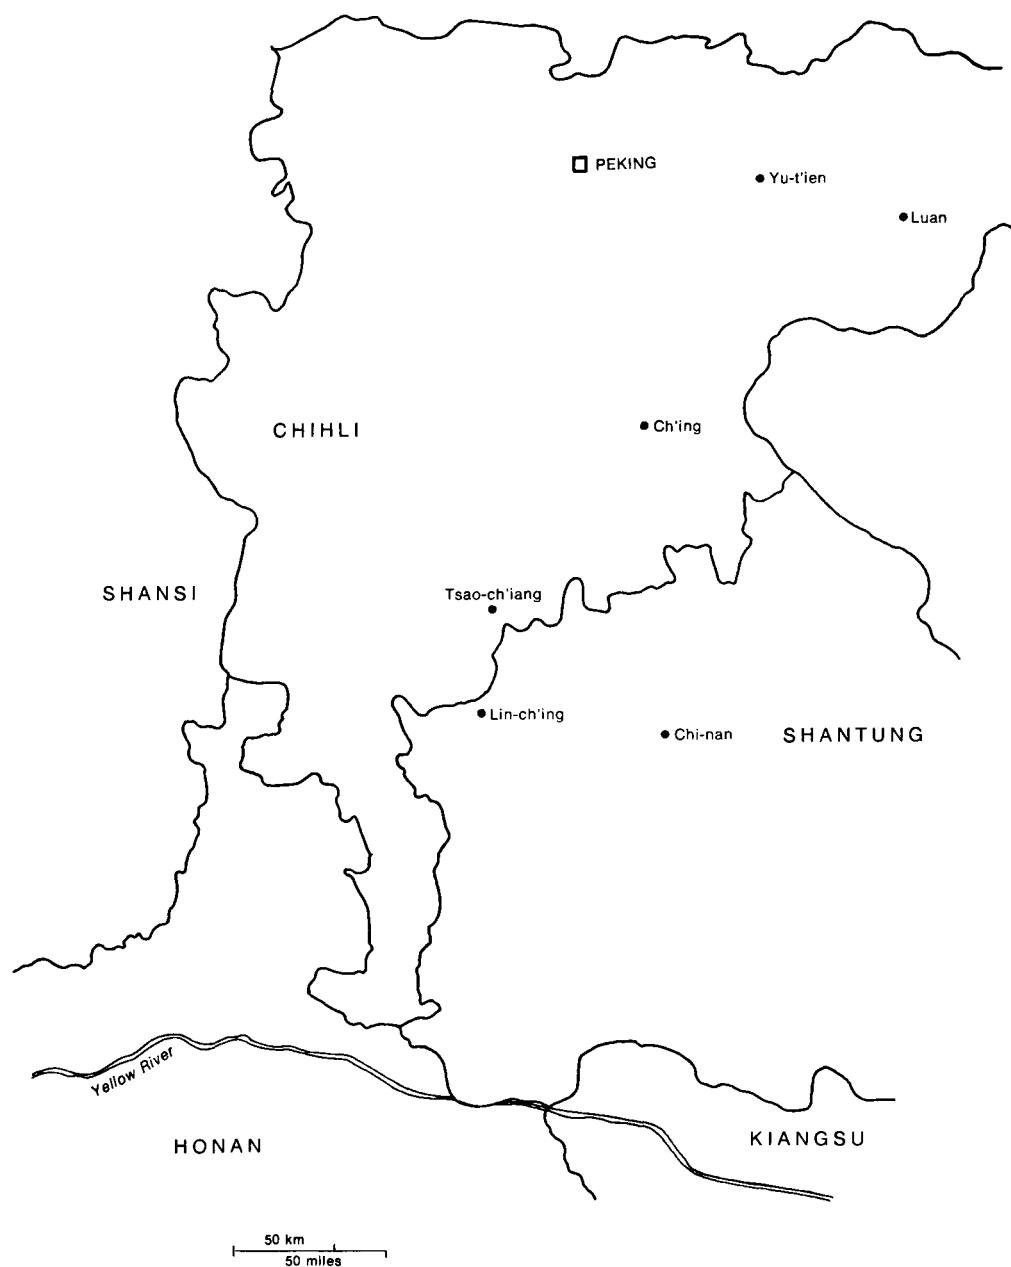 PEKING
Yu-t'ien
Luan
CHIHLI
Ch'ing
SHANSI
Tsao-ch'iang
Lin-ch'ing
Chi-nan
SHANTUNG
Yellow River
HONAN
KIANGSU
50 km
50 miles